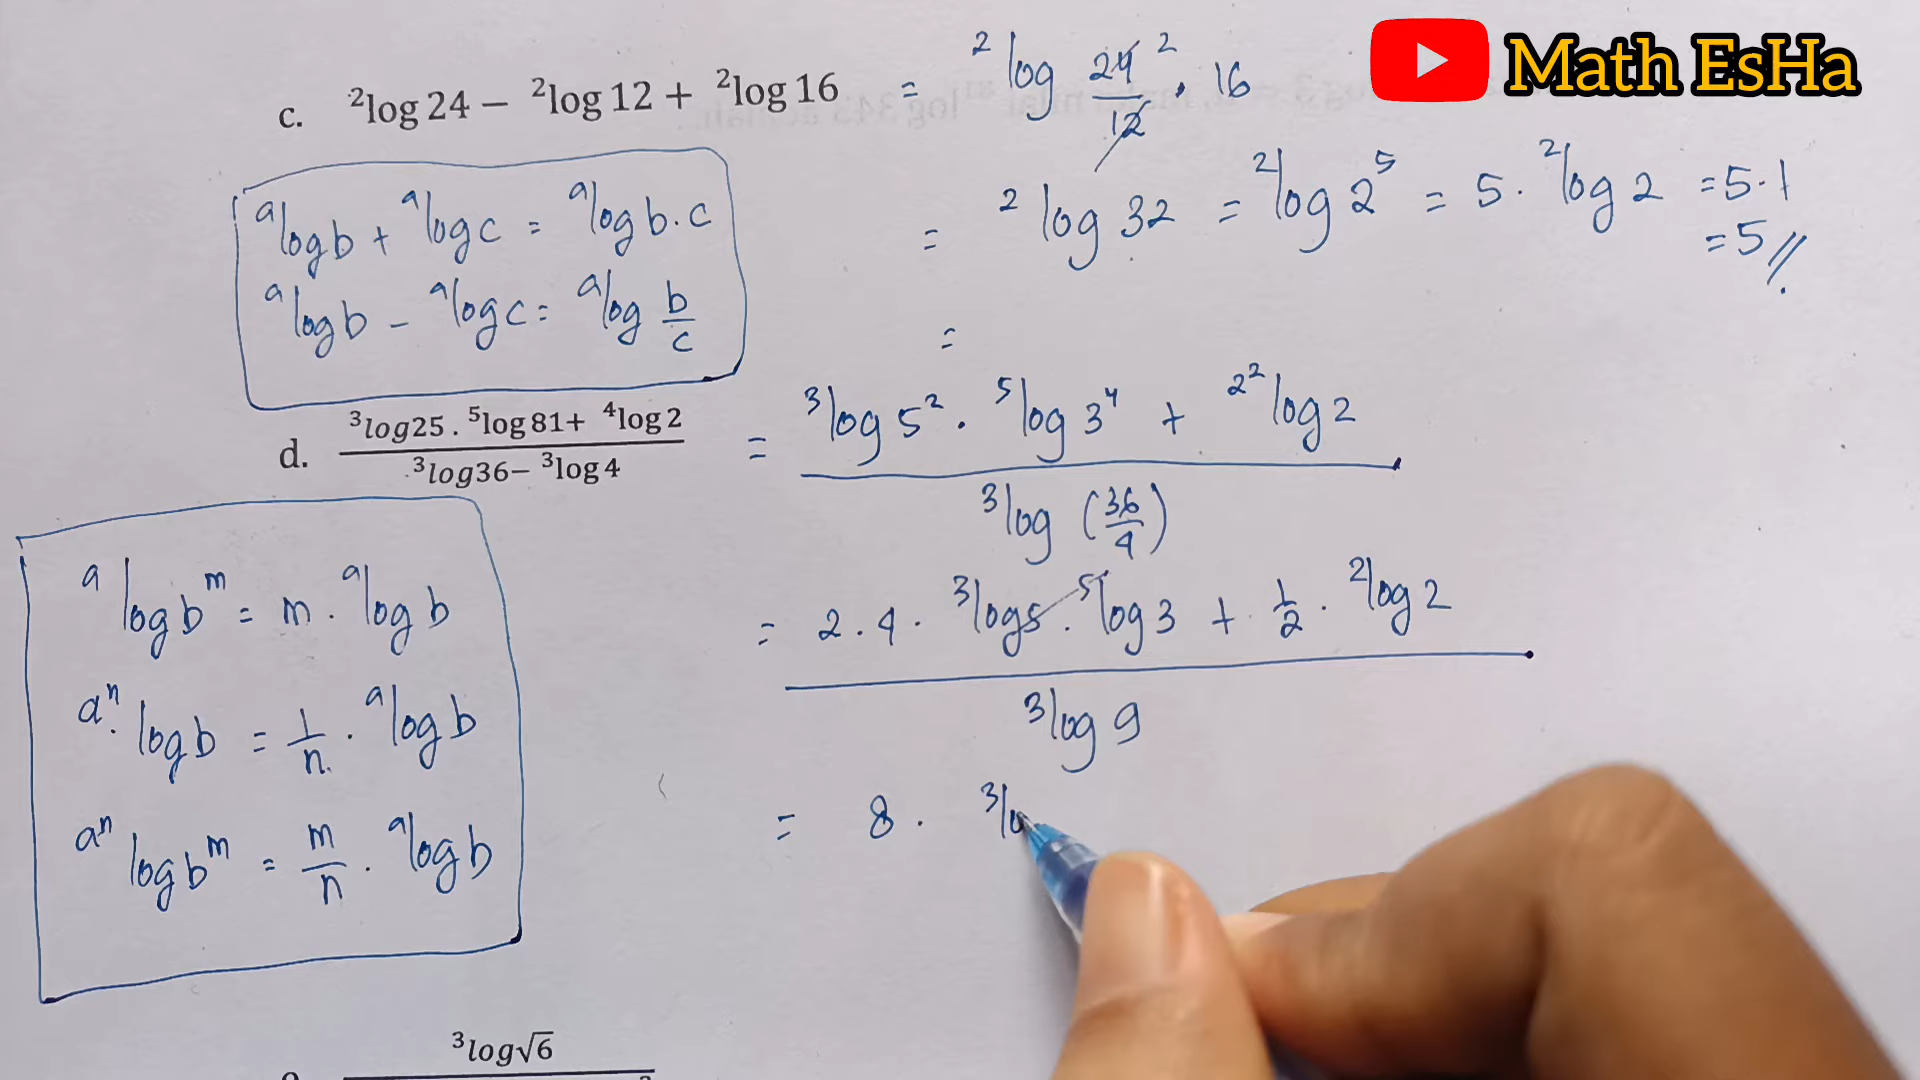 Math EsHa
c. ²log 24 − ²log 12 + ²log 16 = ²log 24/12 ² . 16
= ²log 32 = ²log 2⁵ = 5 . ²log 2 = 5 . 1
= 5 //
ᵃlog b + ᵃlog c = ᵃlog b . c
ᵃlog b − ᵃlog c = ᵃlog b/c
=
d. (³log25 . ⁵log 81 + ⁴log 2)/(³log36 − ³log 4) = (³log 5² . ⁵log 3⁴ + 2²log 2)/(³log (36/4))
= (2 . 4 . ³log 5 . ⁵log 3 + 1/2 . ²log 2)/(³log 9)
= 8 . ³lo
ᵃlog bᵐ = m . ᵃlog b
aⁿlog b = 1/n . ᵃlog b
aⁿlog bᵐ = m/n . ᵃlog b
³log√6